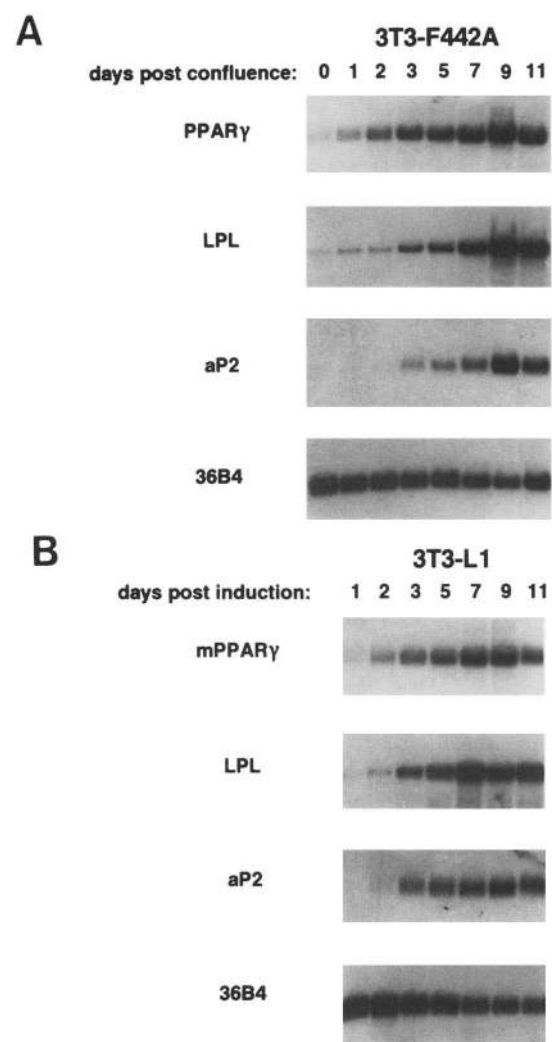 A
3T3-F442A
days post confluence: 0 1 2 3 5 7 9 11
PPARγ
LPL
aP2
36B4
B
3T3-L1
days post induction: 1 2 3 5 7 9 11
mPPARγ
LPL
aP2
36B4